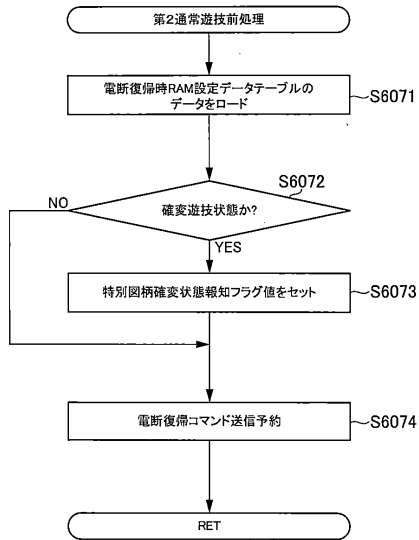 第2通常遊技前処理
電断復帰時RAM設定データテーブルの
データをロード
S6071
S6072
確変遊技状態か?
NO
YES
特別図柄確変状態報知フラグ値をセット
S6073
電断復帰コマンド送信予約
S6074
RET